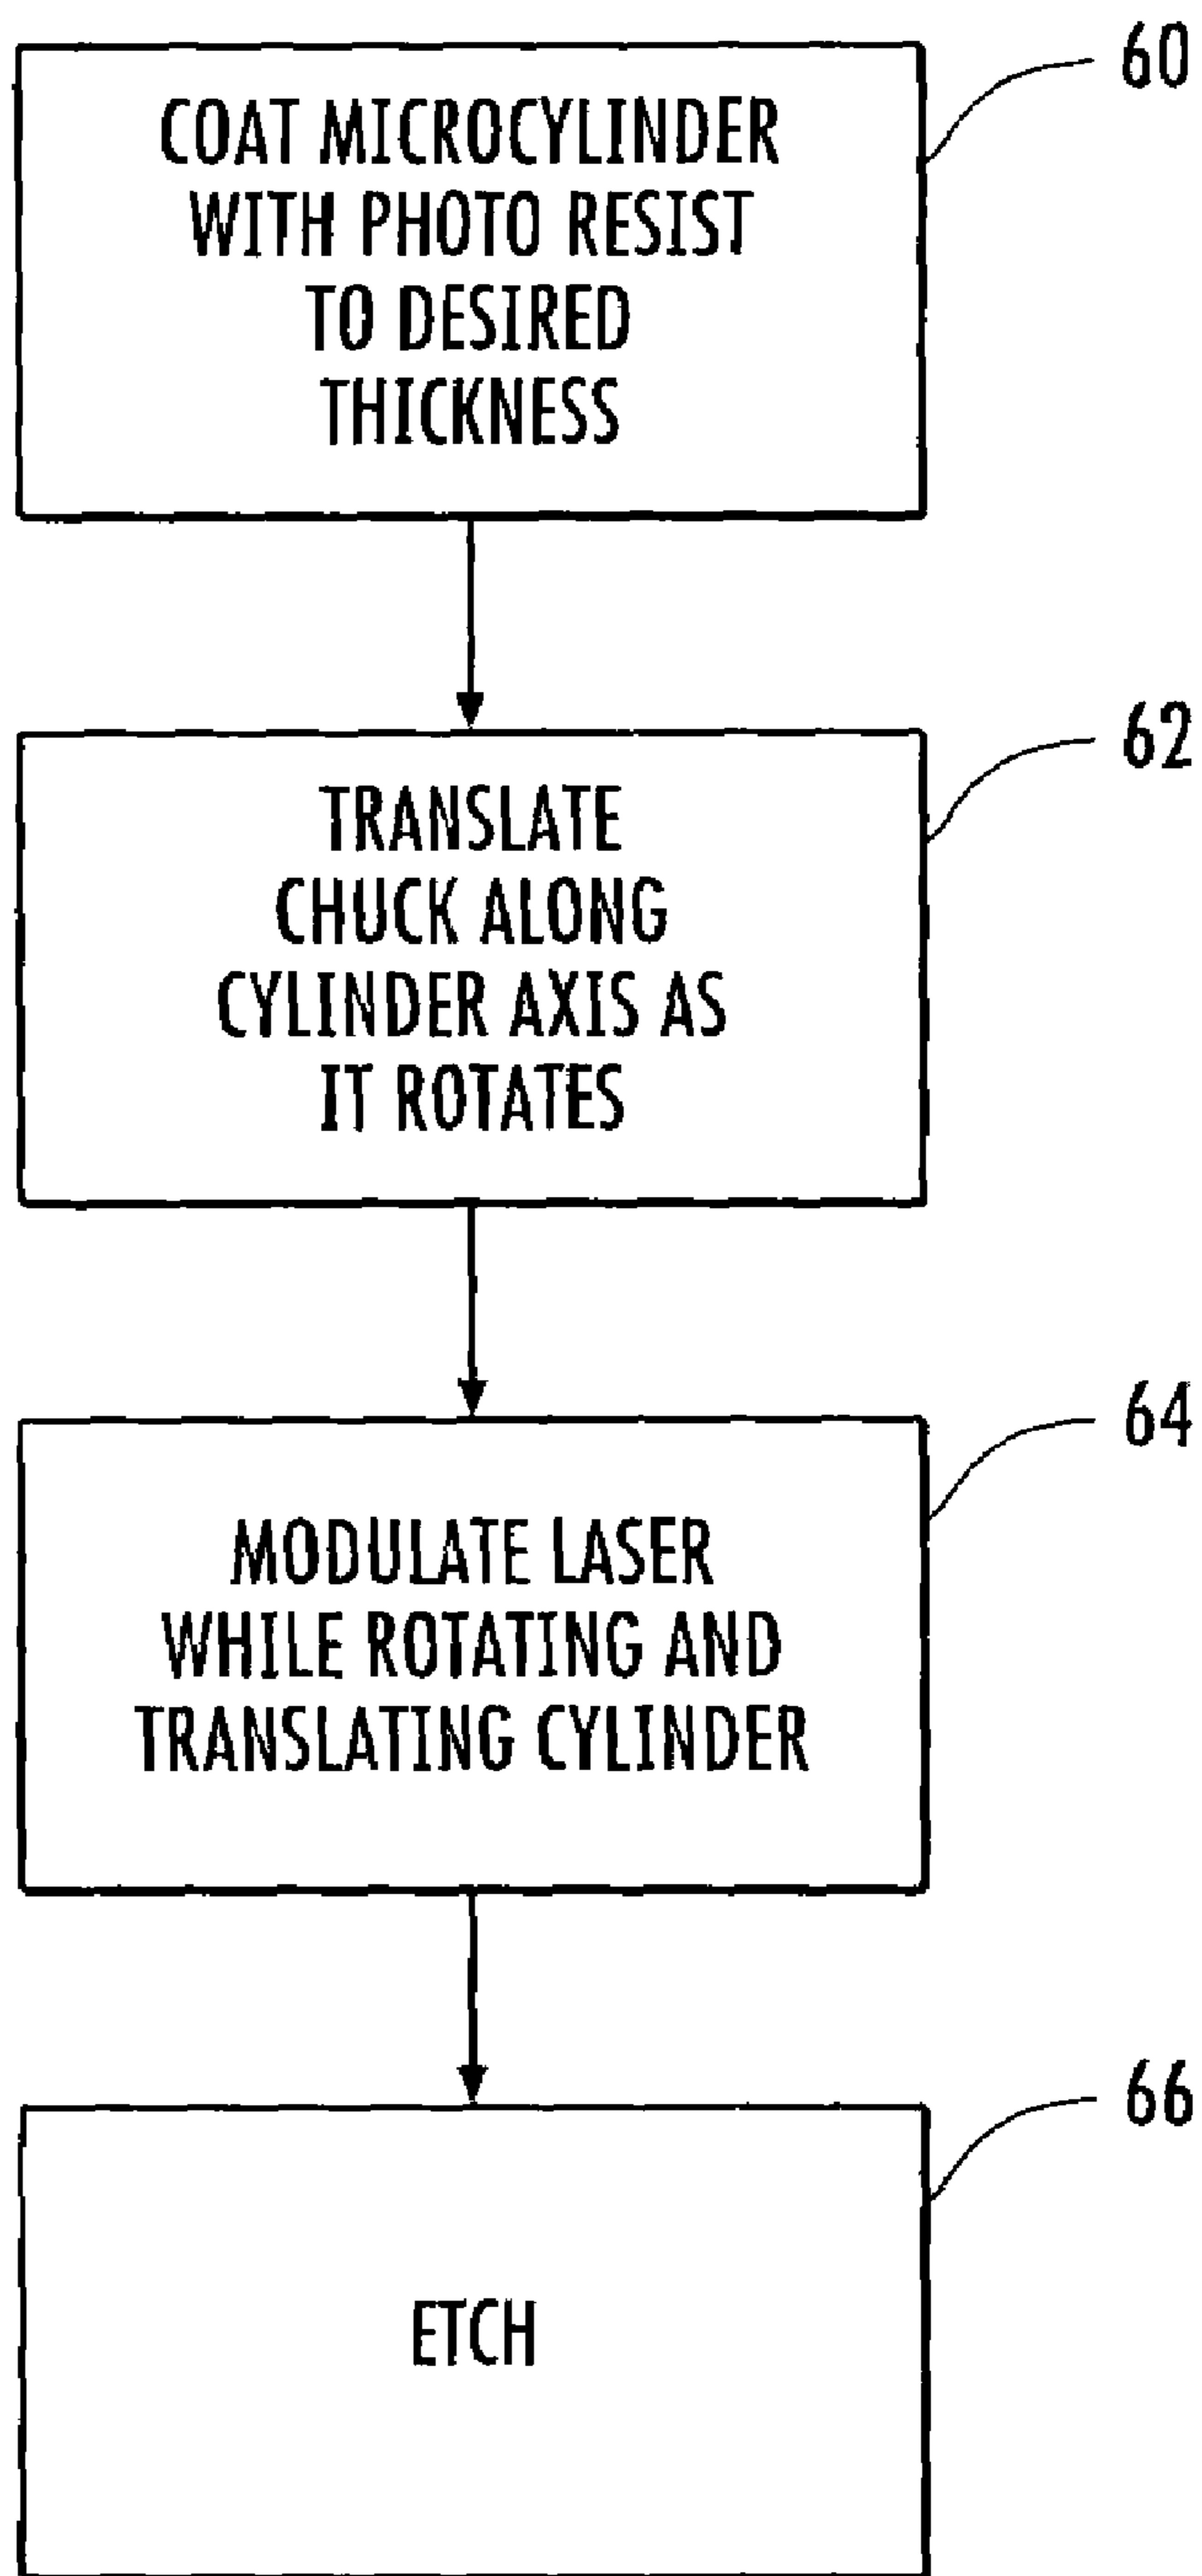 60
COAT MICROCYLINDER
WITH PHOTO RESIST
TO DESIRED
THICKNESS
62
TRANSLATE
CHUCK ALONG
CYLINDER AXIS AS
IT ROTATES
64
MODULATE LASER
WHILE ROTATING AND
TRANSLATING CYLINDER
66
ETCH